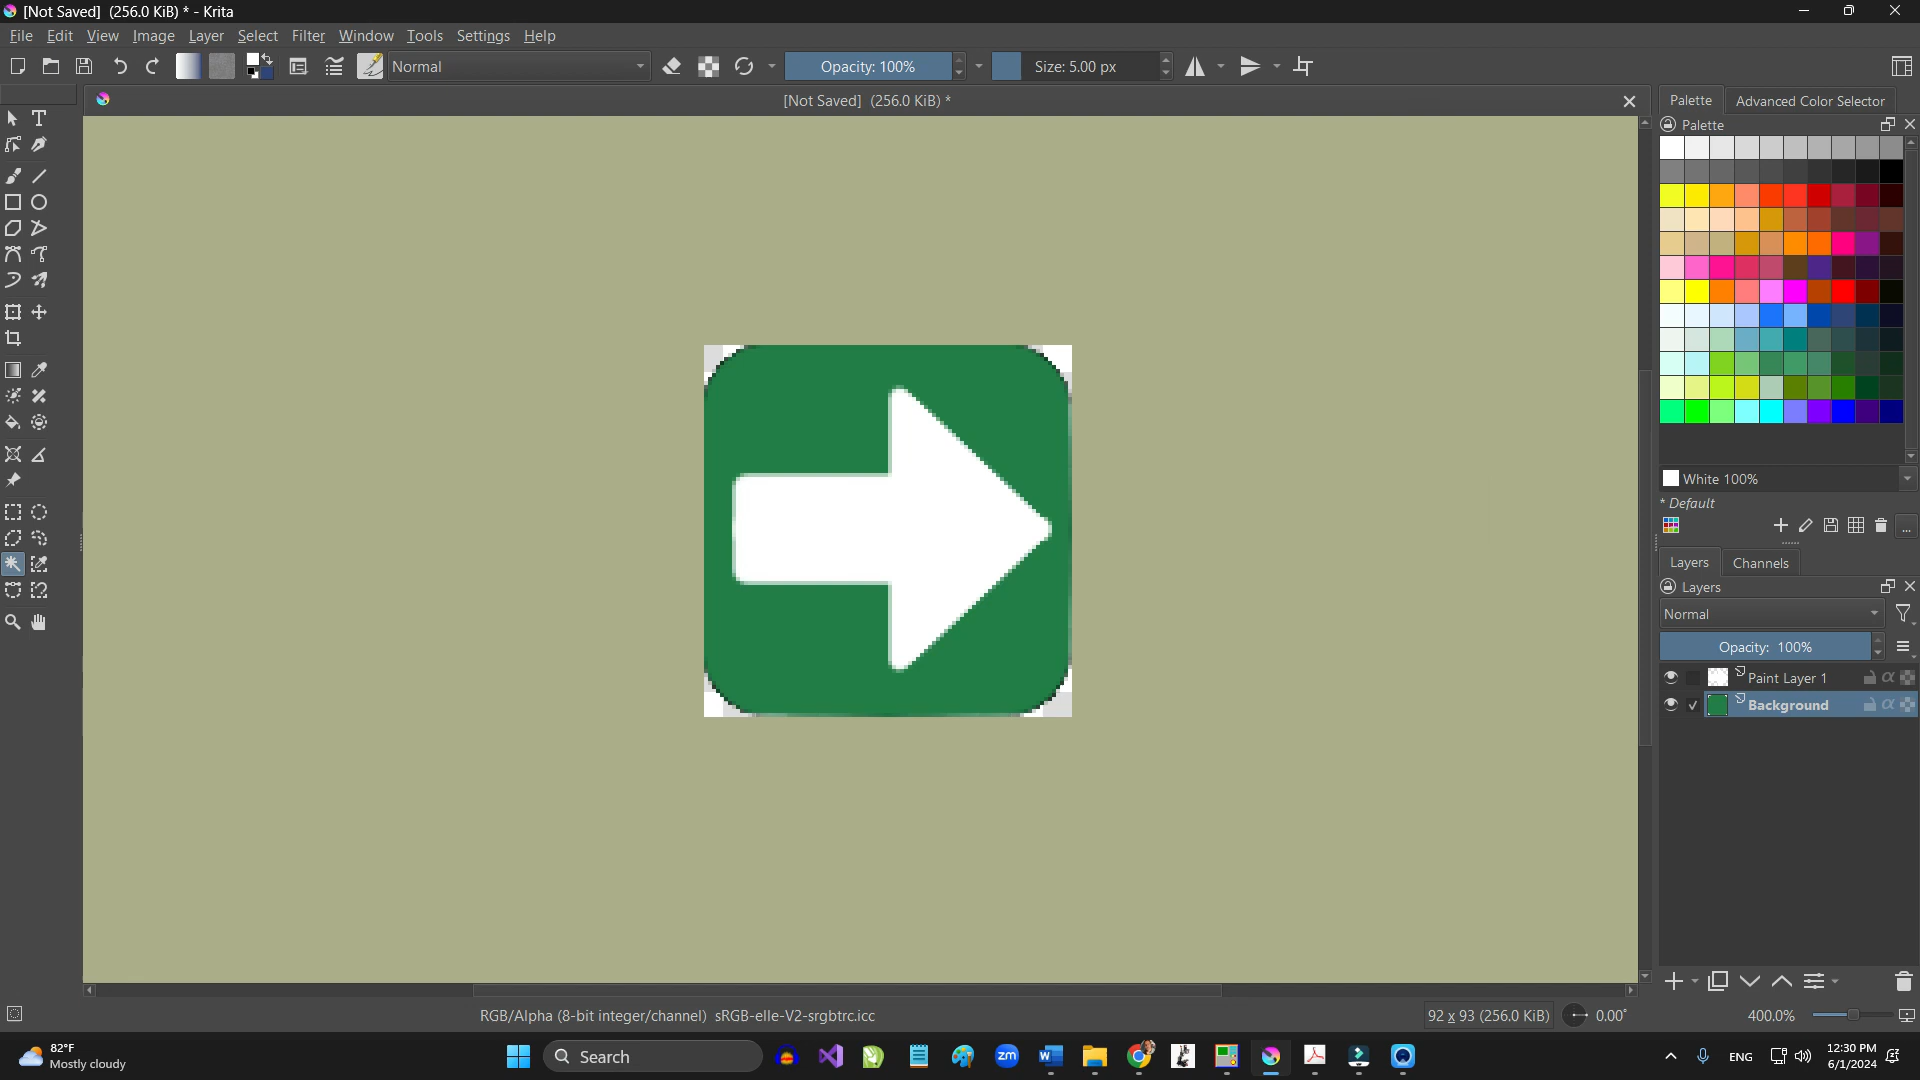 [Not Saved] (256.0 KiB) * - Krita
File Edit View Image Layer Select Filter Window Tools Settings Help
Normal Opacity: 100% Size: 5.00 px
[Not Saved] (256.0 KiB) *
Palette Advanced Color Selector
Palette
White 100%
* Default
...
Layers Channels
Layers
Normal
Opacity: 100%
Paint Layer 1
Background
RGB/Alpha (8-bit integer/channel) sRGB-elle-V2-srgbtrc.icc
92 x 93 (256.0 KiB) 0.00° 400.0%
82°F
Mostly cloudy
Search
zm
ENG
12:30 PM
6/1/2024